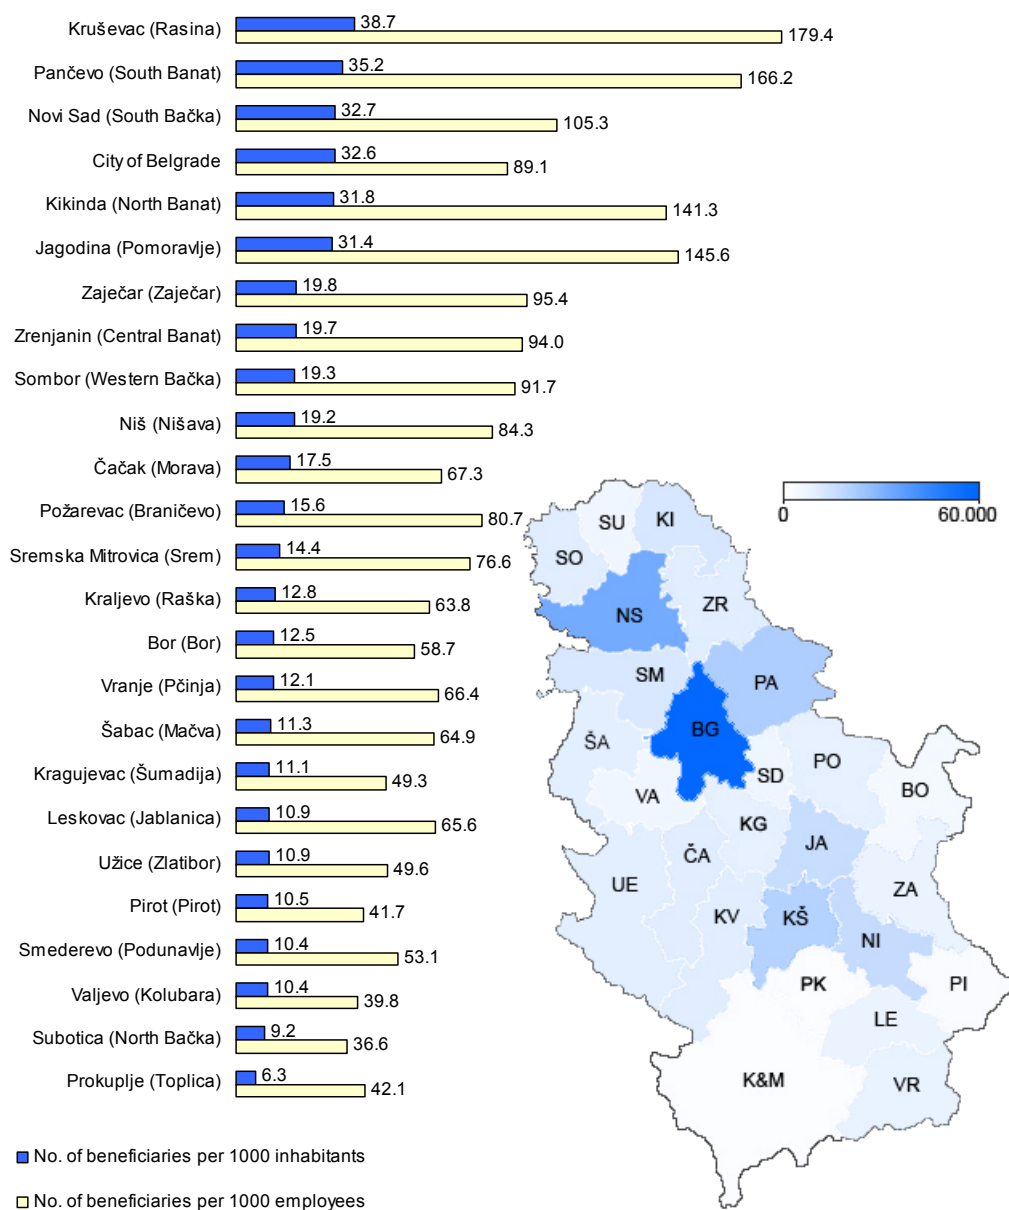 Kruševac (Rasina)
38.7
179.4
Pančevo (South Banat)
35.2
166.2
Novi Sad (South Bačka)
32.7
105.3
City of Belgrade
32.6
89.1
Kikinda (North Banat)
31.8
141.3
Jagodina (Pomoravlje)
31.4
145.6
Zaječar (Zaječar)
19.8
95.4
Zrenjanin (Central Banat)
19.7
94.0
Sombor (Western Bačka)
19.3
91.7
Niš (Nišava)
19.2
84.3
Čačak (Morava)
17.5
67.3
Požarevac (Braničevo)
15.6
80.7
Sremska Mitrovica (Srem)
14.4
76.6
Kraljevo (Raška)
12.8
63.8
Bor (Bor)
12.5
58.7
Vranje (Pčinja)
12.1
66.4
Šabac (Mačva)
11.3
64.9
Kragujevac (Šumadija)
11.1
49.3
Leskovac (Jablanica)
10.9
65.6
Užice (Zlatibor)
10.9
49.6
Pirot (Pirot)
10.5
41.7
Smederevo (Podunavlje)
10.4
53.1
Valjevo (Kolubara)
10.4
39.8
Subotica (North Bačka)
9.2
36.6
Prokuplje (Toplica)
6.3
42.1
No. of beneficiaries per 1000 inhabitants
No. of beneficiaries per 1000 employees
0 60.000
SU KI
SO
ZR
NS
SM PA
BG
ŠA
PO
SD
VA BO
KG
JA
ČA
UE ZA
KV KŠ
NI
PK PI
LE
K&M VR